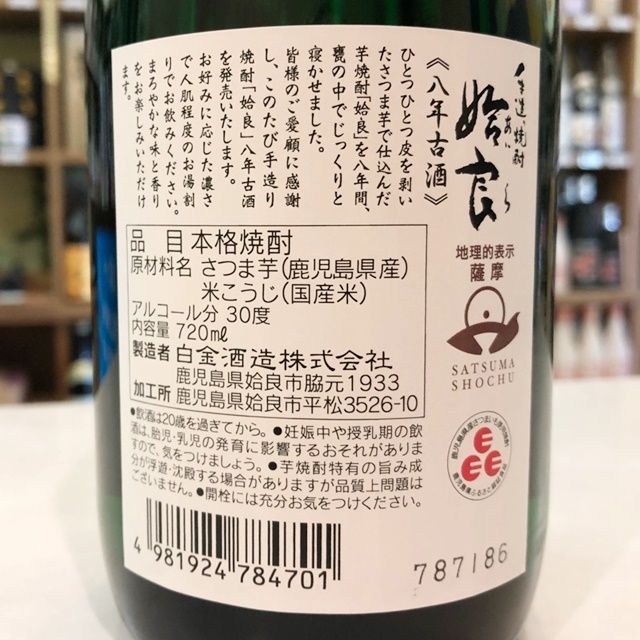 手造り焼酎
姶良
あいら
《八年古酒》
ひとつひとつ皮を剥い
たさつま芋で仕込んだ
芋焼酎「姶良」を八年間、
甕の中でじっくりと
寝かせました。
皆様のご愛顧に感謝
し、このたび手造り
焼酎「姶良」八年古酒
を発売いたします。
お好みに応じた濃さ
で人肌程度のお湯割
りでお飲みください。
まろやかな味と香り
をお楽しみいただけ
ます。
地理的表示
薩摩
SATSUMA
SHOCHU
品 目 本格焼酎
原材料名 さつま芋(鹿児島県産)
米こうじ(国産米)
アルコール分 30度
内容量 720㎖
製造者 白金酒造株式会社
鹿児島県姶良市脇元1933
加工所 鹿児島県姶良市平松3526-10
●飲酒は20歳を過ぎてから。●妊娠中や授乳期の飲
酒は、胎児・乳児の発育に影響するおそれがありま
すので、気をつけましょう。●芋焼酎特有の旨み成
分が浮遊・沈殿する場合がありますが品質上問題は
ございません。●開栓には充分お気をつけください。
4 981924 784701
787186